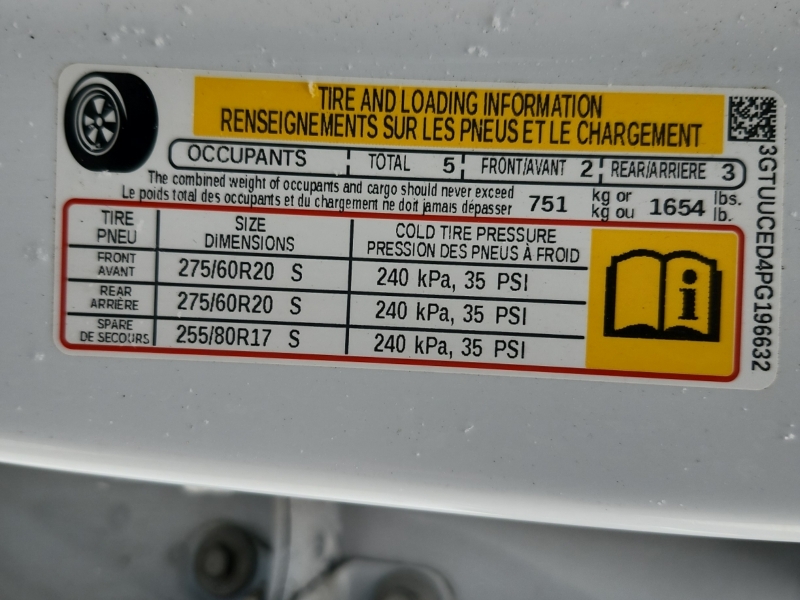 TIRE AND LOADING INFORMATION
RENSEIGNEMENTS SUR LES PNEUS ET LE CHARGEMENT
OCCUPANTS TOTAL 5 FRONT/AVANT 2 REAR/ARRIERE 3
The combined weight of occupants and cargo should never exceed
Le poids total des occupants et du chargement ne doit jamais dépasser
751 kg or 1654 lbs.
kg ou lb.
TIRE SIZE COLD TIRE PRESSURE
PNEU DIMENSIONS PRESSION DES PNEUS À FROID
FRONT
AVANT 275/60R20 S 240 kPa, 35 PSI
REAR
ARRIÈRE 275/60R20 S 240 kPa, 35 PSI
SPARE
DE SECOURS 255/80R17 S 240 kPa, 35 PSI
3GTUUCED4PG196632